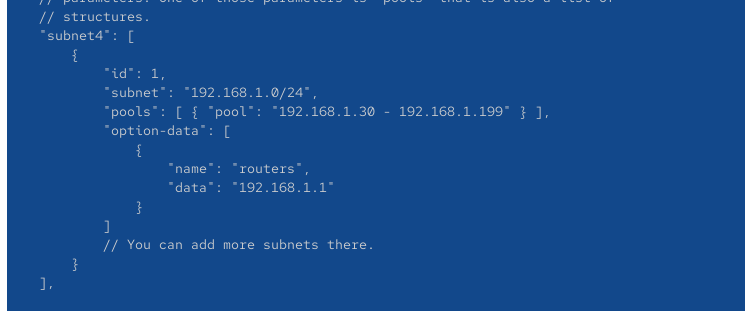 // parameters. One of those parameters is "pools" that is also a list of
// structures.
"subnet4": [
{
"id": 1,
"subnet": "192.168.1.0/24",
"pools": [ { "pool": "192.168.1.30 - 192.168.1.199" } ],
"option-data": [
{
"name": "routers",
"data": "192.168.1.1"
}
]
// You can add more subnets there.
}
],